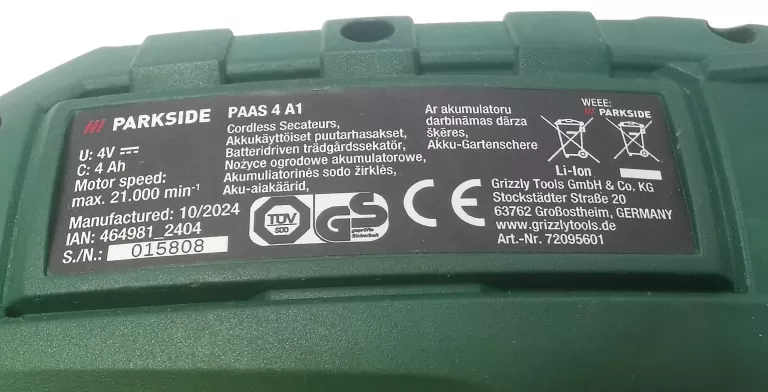 PARKSIDE
U: 4V
C: 4 Ah
Motor speed:
max. 21.000 min⁻¹
Manufactured: 10/2024
IAN: 464981_2404
S./N.: 015808
PAAS 4 A1
Cordless Secateurs,
Akkukäyttöiset puutarhasakset,
Batteridriven trädgårdssekatör,
Nożyce ogrodowe akumulatorowe,
Akumuliatorinės sodo žirklės,
Aku-aiakäärid,
Ar akumulatoru
darbināmas dārza
šķēres,
Akku-Gartenschere
TÜV
SÜD
GS
geprüfte
Sicherheit
CE
WEEE:
PARKSIDE
Li-Ion
Grizzly Tools GmbH & Co. KG
Stockstädter Straße 20
63762 Großostheim, GERMANY
www.grizzlytools.de
Art.-Nr. 72095601